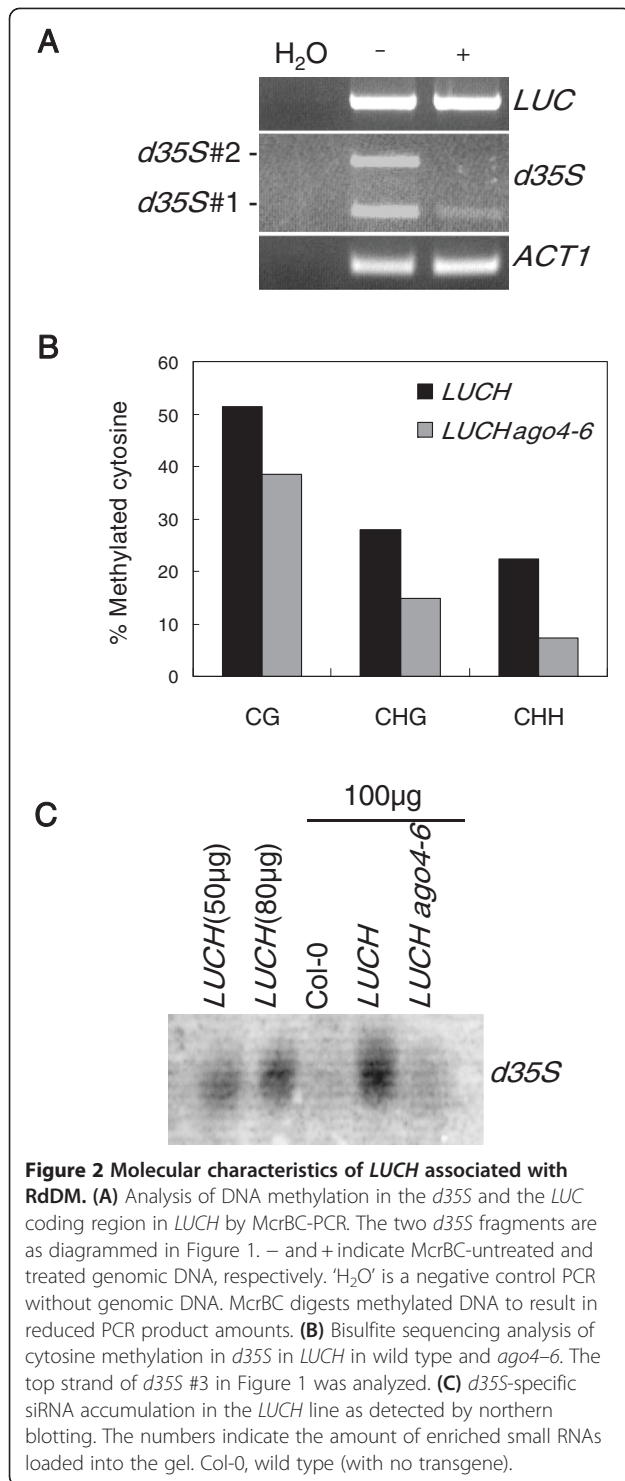 A
H₂O - +
LUC
d35S#2 -
d35S
d35S#1 -
ACT1
B
60
50
40
30
20
10
0
% Methylated cytosine
LUCH
LUCH ago4-6
CG CHG CHH
C
100µg
LUCH(50µg)
LUCH(80µg)
Col-0
LUCH
LUCH ago4-6
d35S
Figure 2 Molecular characteristics of LUCH associated with
RdDM. (A) Analysis of DNA methylation in the d35S and the LUC
coding region in LUCH by McrBC-PCR. The two d35S fragments are
as diagrammed in Figure 1. − and + indicate McrBC-untreated and
treated genomic DNA, respectively. ‘H₂O’ is a negative control PCR
without genomic DNA. McrBC digests methylated DNA to result in
reduced PCR product amounts. (B) Bisulfite sequencing analysis of
cytosine methylation in d35S in LUCH in wild type and ago4–6. The
top strand of d35S #3 in Figure 1 was analyzed. (C) d35S-specific
siRNA accumulation in the LUCH line as detected by northern
blotting. The numbers indicate the amount of enriched small RNAs
loaded into the gel. Col-0, wild type (with no transgene).